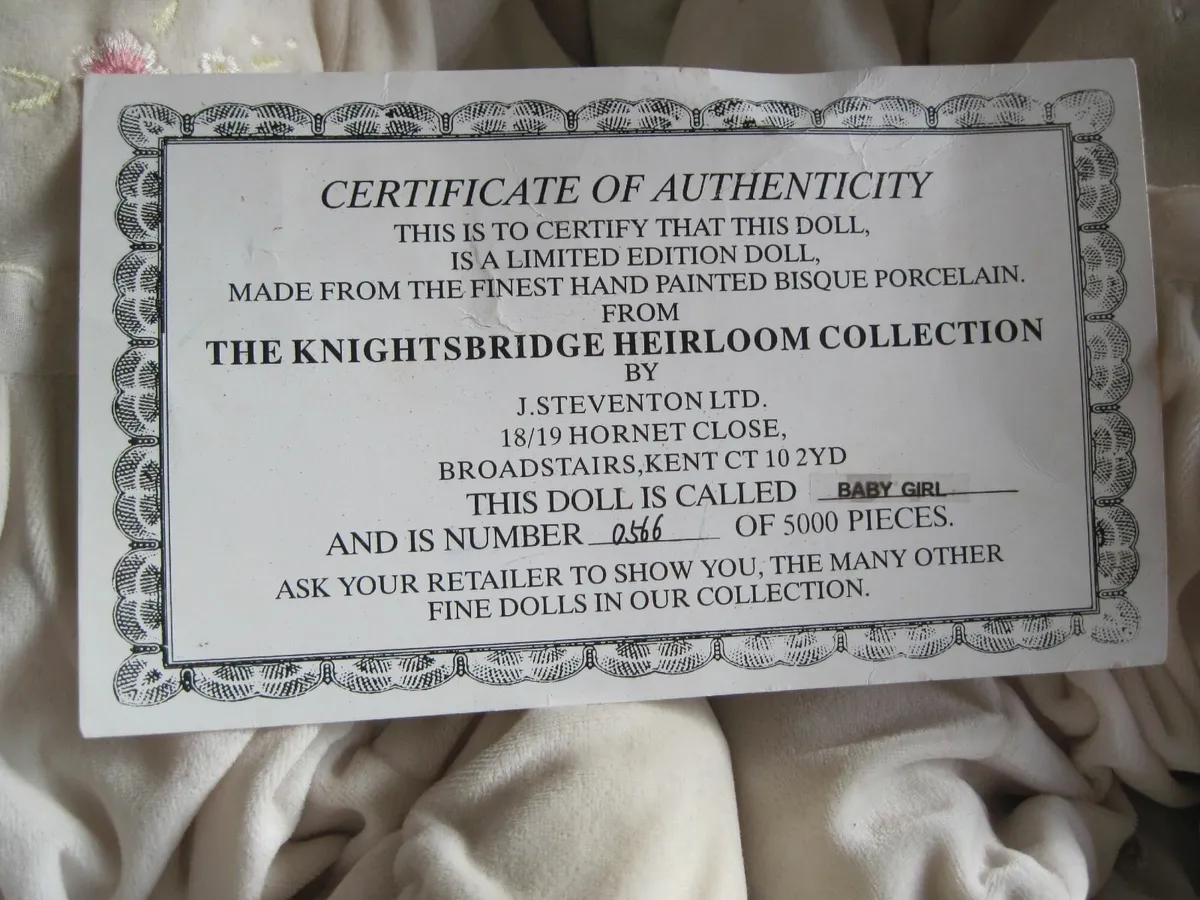 CERTIFICATE OF AUTHENTICITY
THIS IS TO CERTIFY THAT THIS DOLL,
IS A LIMITED EDITION DOLL,
MADE FROM THE FINEST HAND PAINTED BISQUE PORCELAIN.
FROM
THE KNIGHTSBRIDGE HEIRLOOM COLLECTION
BY
J.STEVENTON LTD.
18/19 HORNET CLOSE,
BROADSTAIRS,KENT CT 10 2YD
THIS DOLL IS CALLED BABY GIRL
AND IS NUMBER 0566 OF 5000 PIECES.
ASK YOUR RETAILER TO SHOW YOU, THE MANY OTHER
FINE DOLLS IN OUR COLLECTION.